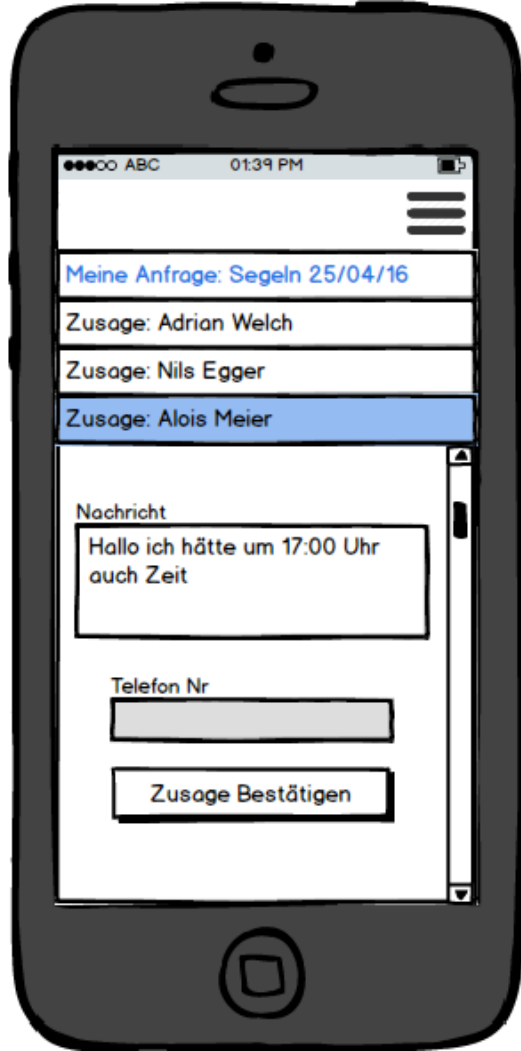 ABC 01:39 PM
Meine Anfrage: Segeln 25/04/16
Zusage: Adrian Welch
Zusage: Nils Egger
Zusage: Alois Meier
Nachricht
Hallo ich hätte um 17:00 Uhr
auch Zeit
Telefon Nr
Zusage Bestätigen